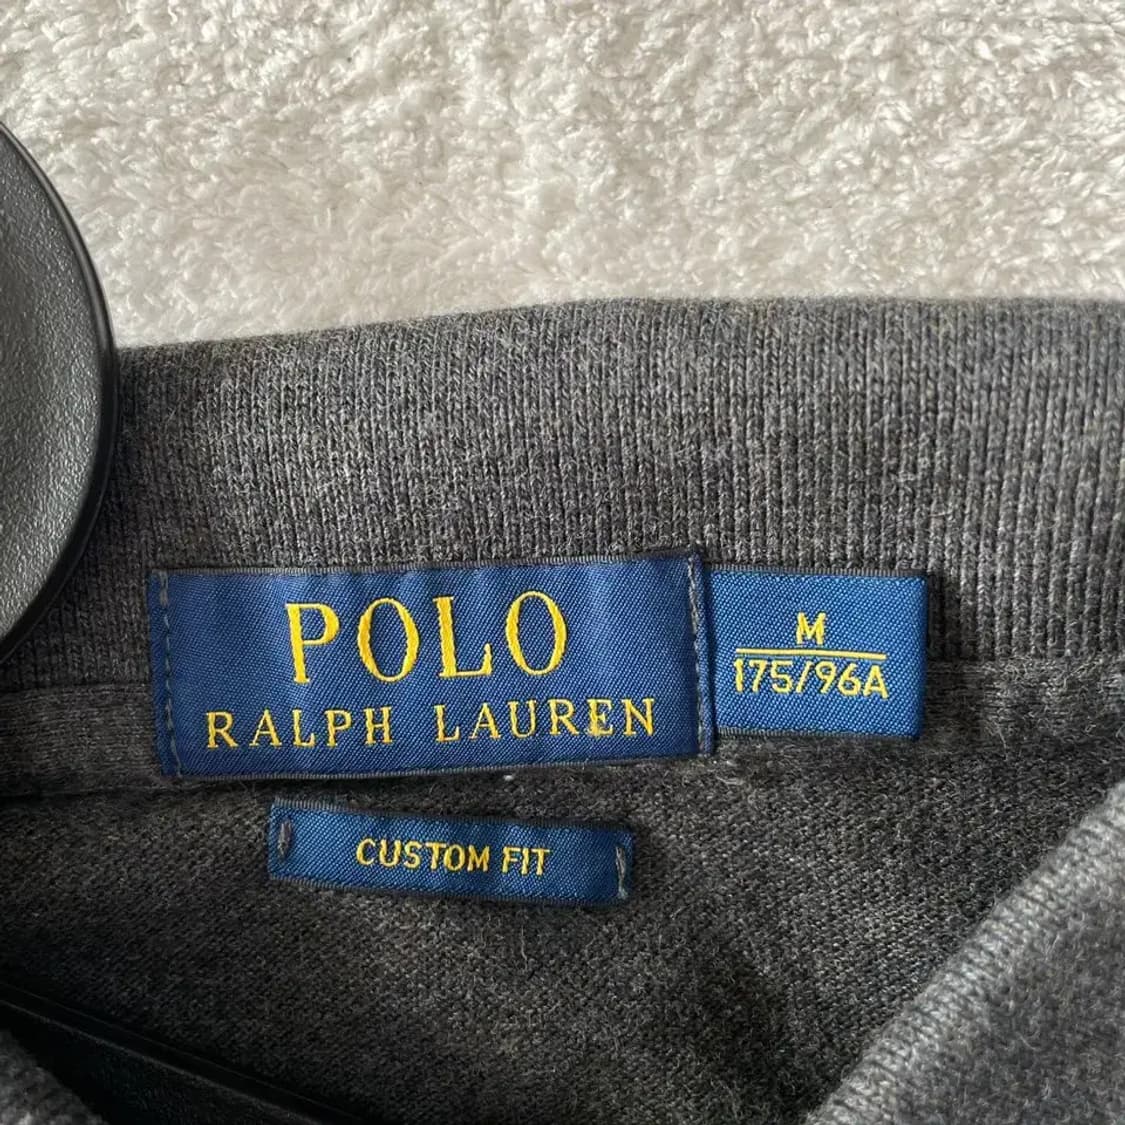 POLO
RALPH LAUREN
M
175/96A
CUSTOM FIT